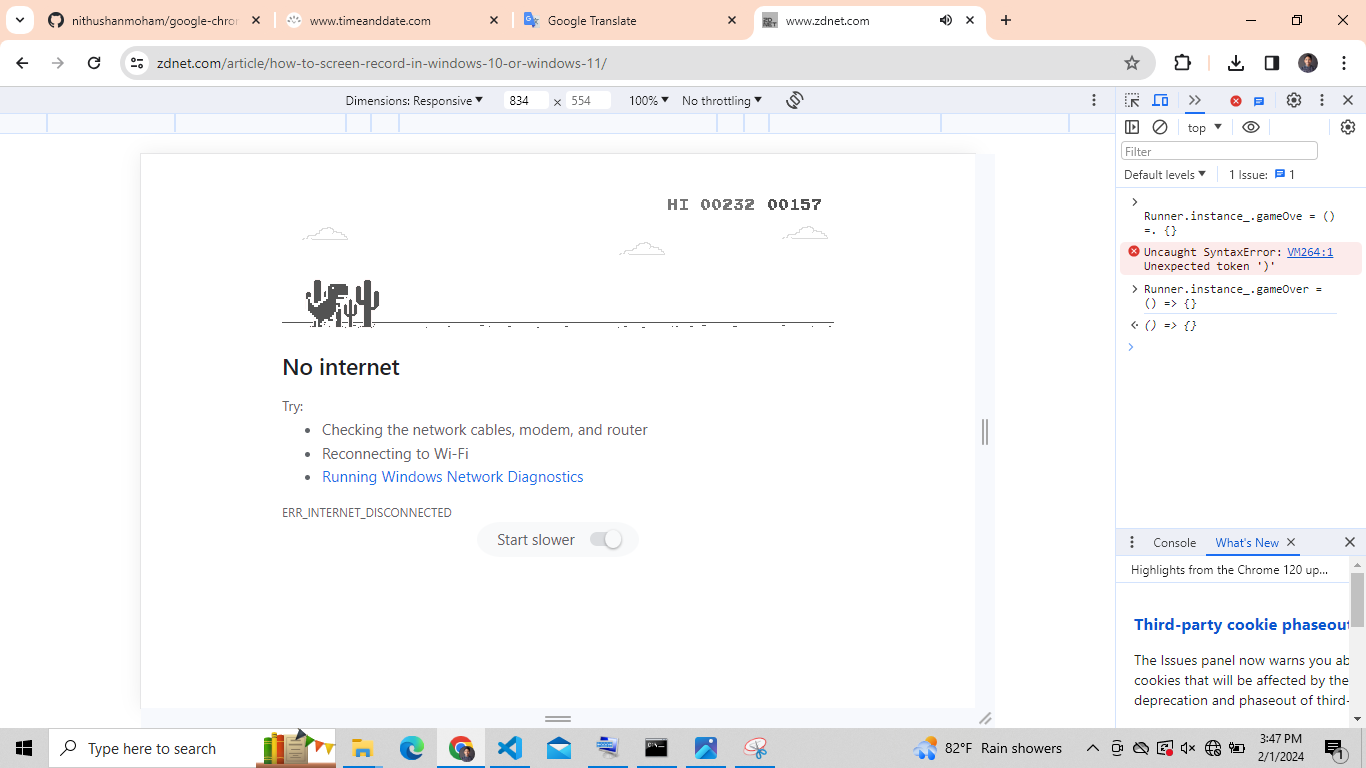 nithushanmoham/google-chrom
www.timeanddate.com
Google Translate
www.zdnet.com
zdnet.com/article/how-to-screen-record-in-windows-10-or-windows-11/
Dimensions: Responsive 834 × 554 100% No throttling
top
Filter
Default levels 1 Issue: 1
HI 00232 00157
Runner.instance_.gameOve = ()
=. {}
Uncaught SyntaxError: VM264:1
Unexpected token ')'
Runner.instance_.gameOver =
() => {}
() => {}
No internet
Try:
Checking the network cables, modem, and router
Reconnecting to Wi-Fi
Running Windows Network Diagnostics
ERR_INTERNET_DISCONNECTED
Start slower
Console What's New
Highlights from the Chrome 120 up...
Third-party cookie phaseout
The Issues panel now warns you ab
cookies that will be affected by the
deprecation and phaseout of third-
Type here to search
82°F Rain showers
3:47 PM
2/1/2024
1